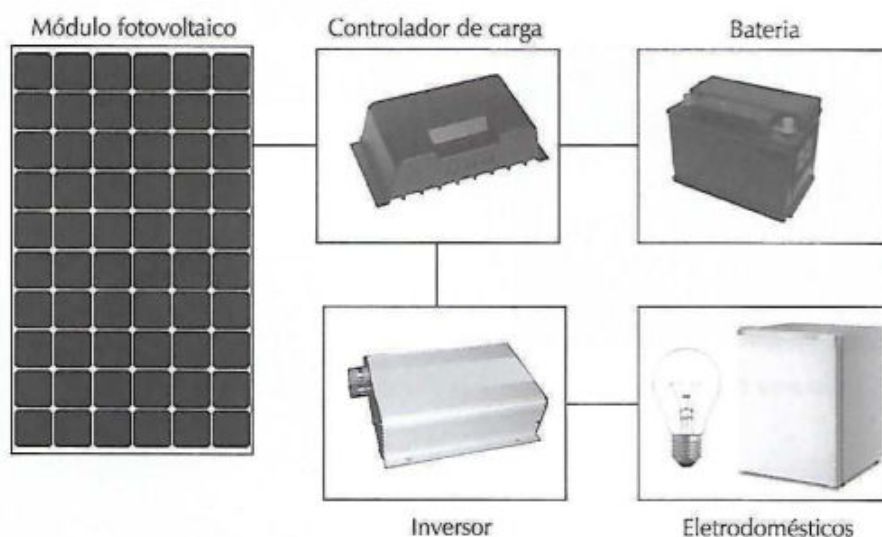 Módulo fotovoltaico
Controlador de carga
Bateria
Inversor
Eletrodomésticos